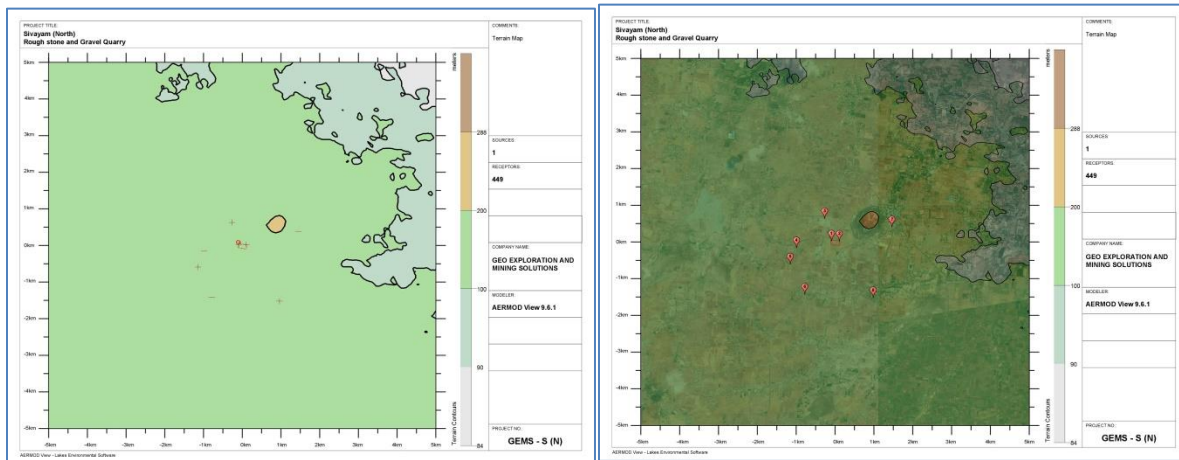 PROJECT TITLE:
Sivayam (North)
Rough stone and Gravel Quarry
COMMENTS:
Terrain Map
meters
5km
4km
3km
2km
1km
0km
-1km
-2km
-3km
-4km
-5km
-5km -4km -3km -2km -1km 0km 1km 2km 3km 4km 5km
288
200
100
90
84
Terrain Contours
SOURCES:
1
RECEPTORS:
449
COMPANY NAME:
GEO EXPLORATION AND
MINING SOLUTIONS
MODELER:
AERMOD View 9.6.1
PROJECT NO:
GEMS - S (N)
AERMOD View - Lakes Environmental Software
PROJECT TITLE:
Sivayam (North)
Rough stone and Gravel Quarry
COMMENTS:
Terrain Map
meters
5km
4km
3km
2km
1km
0km
-1km
-2km
-3km
-4km
-5km
-5km -4km -3km -2km -1km 0km 1km 2km 3km 4km 5km
288
200
100
90
84
Terrain Contours
SOURCES:
1
RECEPTORS:
449
COMPANY NAME:
GEO EXPLORATION AND
MINING SOLUTIONS
MODELER:
AERMOD View 9.6.1
PROJECT NO:
GEMS - S (N)
AERMOD View - Lakes Environmental Software